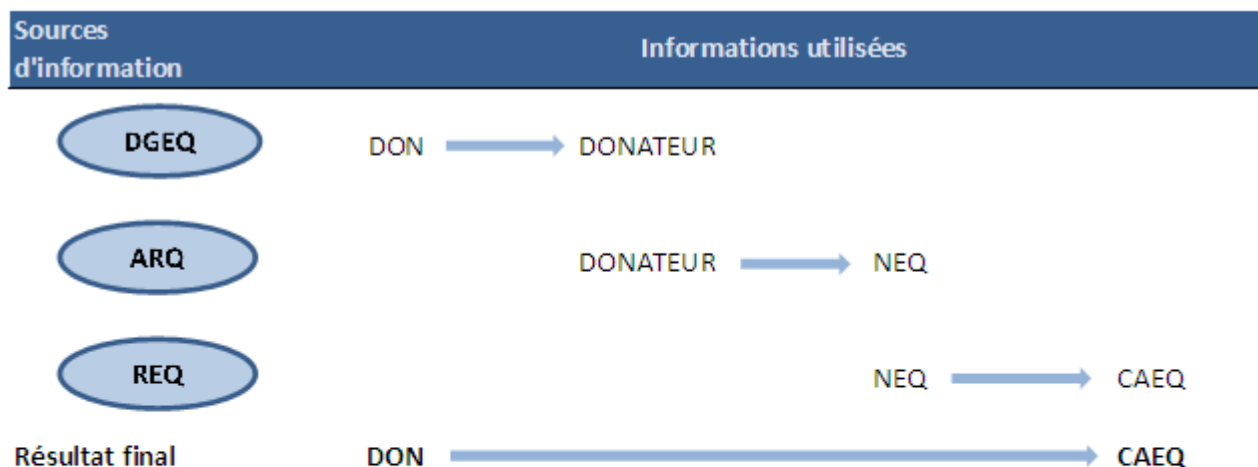 Sources
d'information
Informations utilisées
DGEQ DON DONATEUR
ARQ DONATEUR NEQ
REQ NEQ CAEQ
Résultat final DON CAEQ